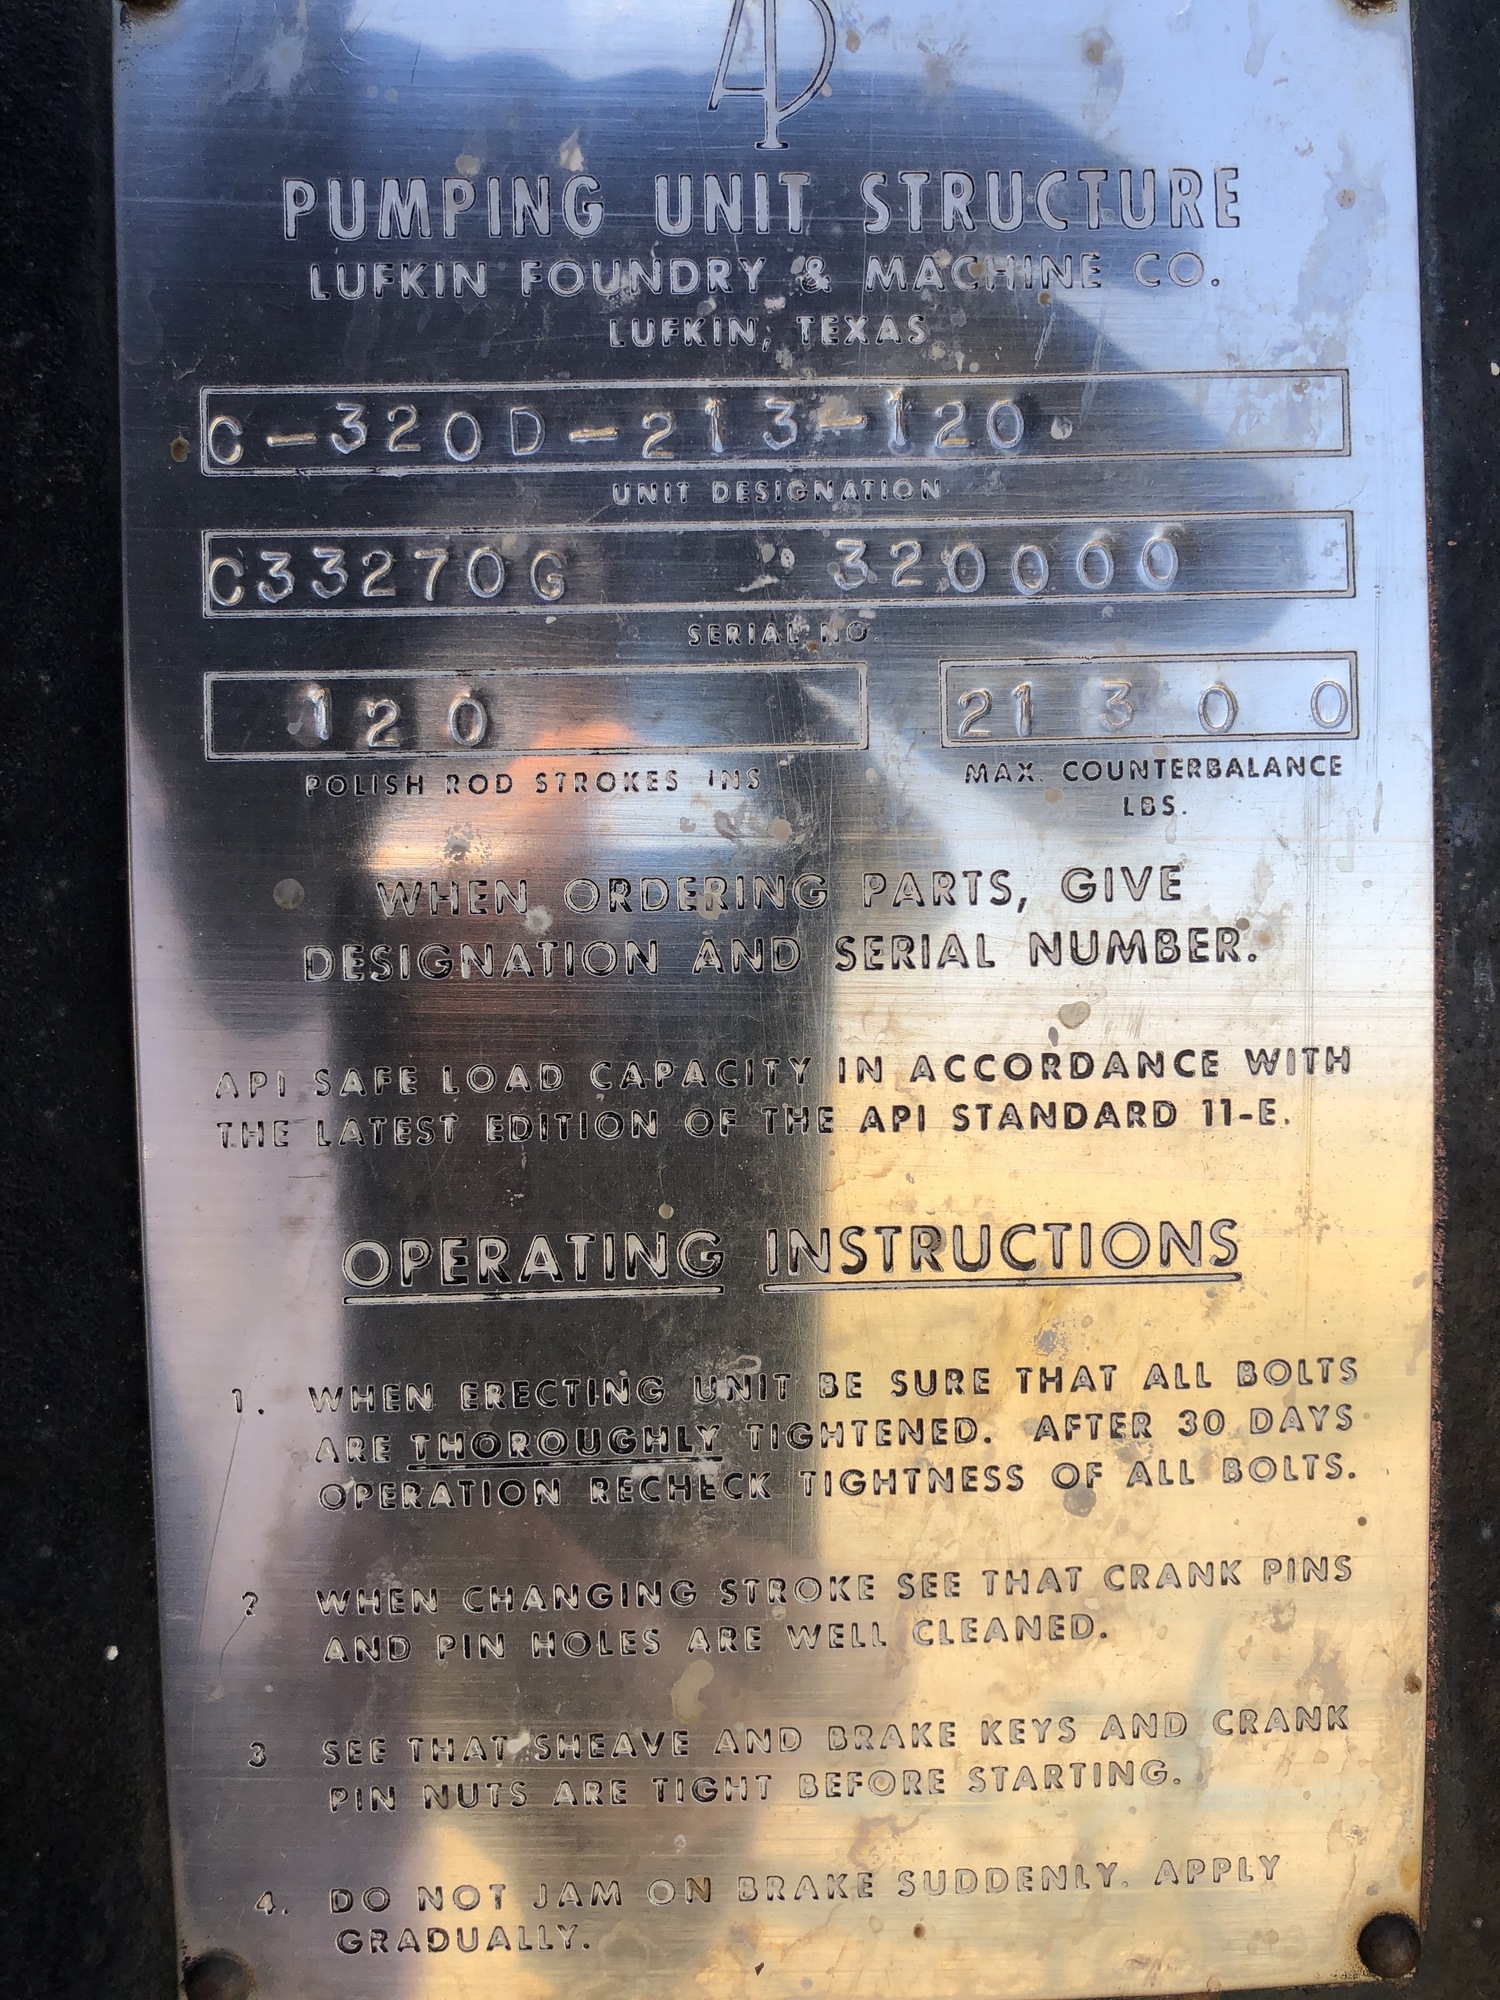 API
PUMPING UNIT STRUCTURE
LUFKIN FOUNDRY & MACHINE CO.
LUFKIN, TEXAS
C-320D-213-120
UNIT DESIGNATION
C33270G 320000
SERIAL NO.
120 21300
POLISH ROD STROKES INS MAX. COUNTERBALANCE
LBS.
WHEN ORDERING PARTS, GIVE
DESIGNATION AND SERIAL NUMBER.
API SAFE LOAD CAPACITY IN ACCORDANCE WITH
THE LATEST EDITION OF THE API STANDARD 11-E.
OPERATING INSTRUCTIONS
1. WHEN ERECTING UNIT BE SURE THAT ALL BOLTS
ARE THOROUGHLY TIGHTENED. AFTER 30 DAYS
OPERATION RECHECK TIGHTNESS OF ALL BOLTS.
2 WHEN CHANGING STROKE SEE THAT CRANK PINS
AND PIN HOLES ARE WELL CLEANED.
3 SEE THAT SHEAVE AND BRAKE KEYS AND CRANK
PIN NUTS ARE TIGHT BEFORE STARTING.
4. DO NOT JAM ON BRAKE SUDDENLY. APPLY
GRADUALLY.